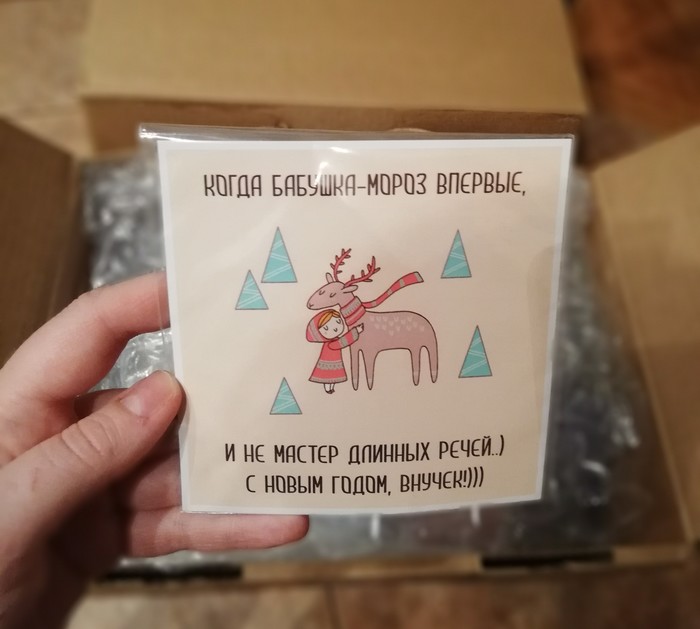 КОГДА БАБУШКА-МОРОЗ ВПЕРВЫЕ,
И НЕ МАСТЕР ДЛИННЫХ РЕЧЕЙ..)
С НОВЫМ ГОДОМ, ВНУЧЕК!)))